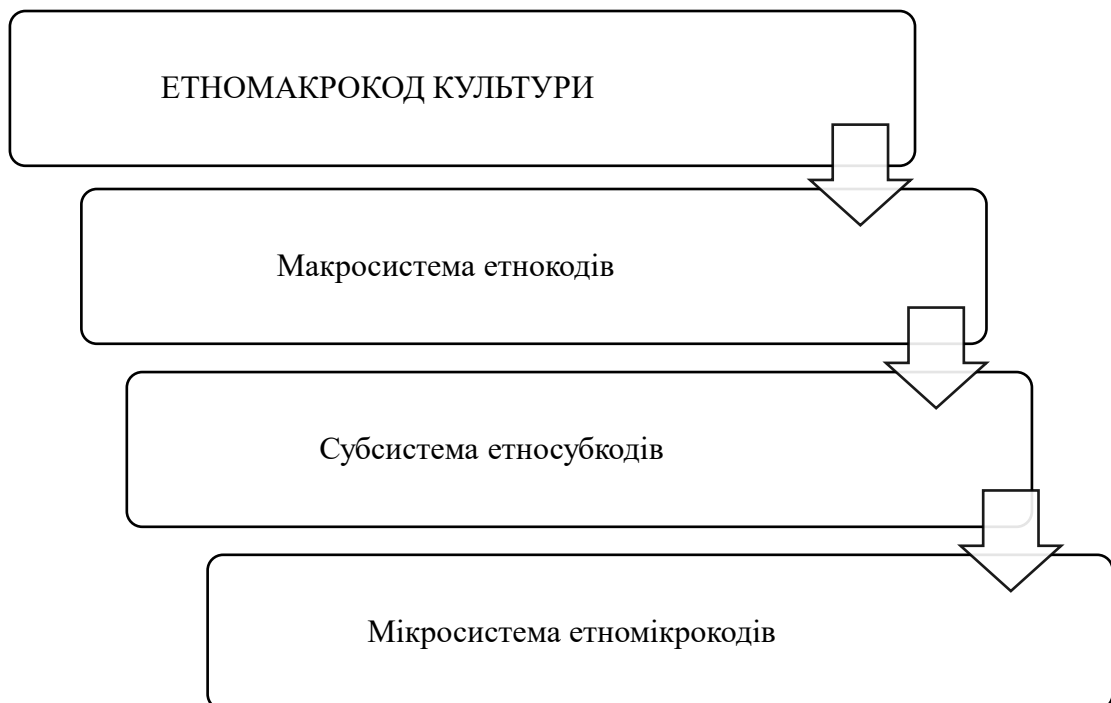 ЕТНОМАКРОКОД КУЛЬТУРИ
Макросистема етнокодів
Субсистема етносубкодів
Мікросистема етномікрокодів